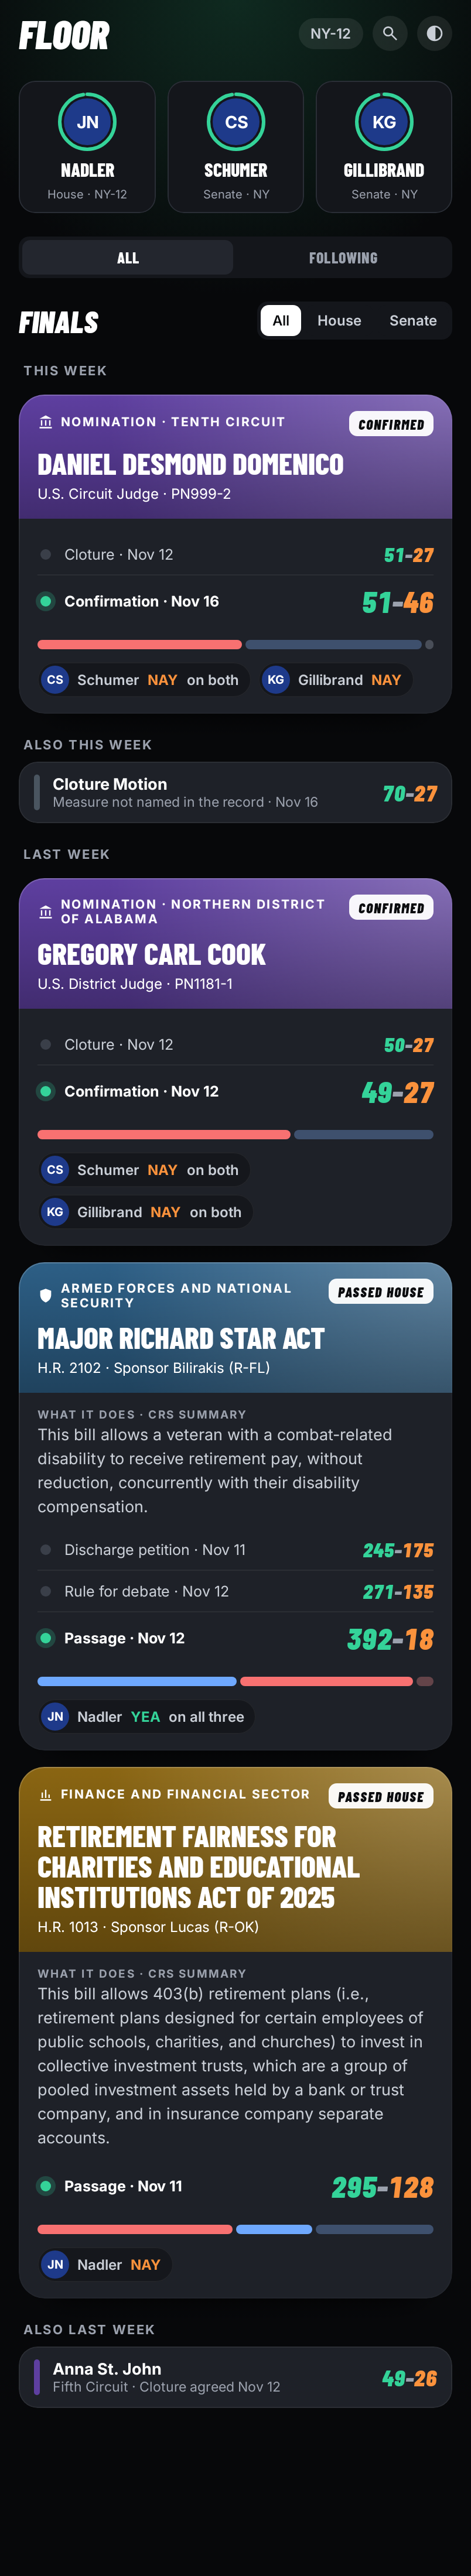 FLOOR
NY-12
JN
CS
KG
NADLER
SCHUMER
GILLIBRAND
House · NY-12
Senate · NY
Senate · NY
ALL
FOLLOWING
FINALS
All
House
Senate
THIS WEEK
NOMINATION · TENTH CIRCUIT
CONFIRMED
DANIEL DESMOND DOMENICO
U.S. Circuit Judge · PN999-2
Cloture · Nov 12
51-27
Confirmation · Nov 16
51-46
CS Schumer NAY on both
KG Gillibrand NAY
ALSO THIS WEEK
Cloture Motion
Measure not named in the record · Nov 16
70-27
LAST WEEK
NOMINATION · NORTHERN DISTRICT
OF ALABAMA
CONFIRMED
GREGORY CARL COOK
U.S. District Judge · PN1181-1
Cloture · Nov 12
50-27
Confirmation · Nov 12
49-27
CS Schumer NAY on both
KG Gillibrand NAY on both
ARMED FORCES AND NATIONAL
SECURITY
PASSED HOUSE
MAJOR RICHARD STAR ACT
H.R. 2102 · Sponsor Bilirakis (R-FL)
WHAT IT DOES · CRS SUMMARY
This bill allows a veteran with a combat-related
disability to receive retirement pay, without
reduction, concurrently with their disability
compensation.
Discharge petition · Nov 11
245-175
Rule for debate · Nov 12
271-135
Passage · Nov 12
392-18
JN Nadler YEA on all three
FINANCE AND FINANCIAL SECTOR
PASSED HOUSE
RETIREMENT FAIRNESS FOR
CHARITIES AND EDUCATIONAL
INSTITUTIONS ACT OF 2025
H.R. 1013 · Sponsor Lucas (R-OK)
WHAT IT DOES · CRS SUMMARY
This bill allows 403(b) retirement plans (i.e.,
retirement plans designed for certain employees of
public schools, charities, and churches) to invest in
collective investment trusts, which are a group of
pooled investment assets held by a bank or trust
company, and in insurance company separate
accounts.
Passage · Nov 11
295-128
JN Nadler NAY
ALSO LAST WEEK
Anna St. John
Fifth Circuit · Cloture agreed Nov 12
49-26